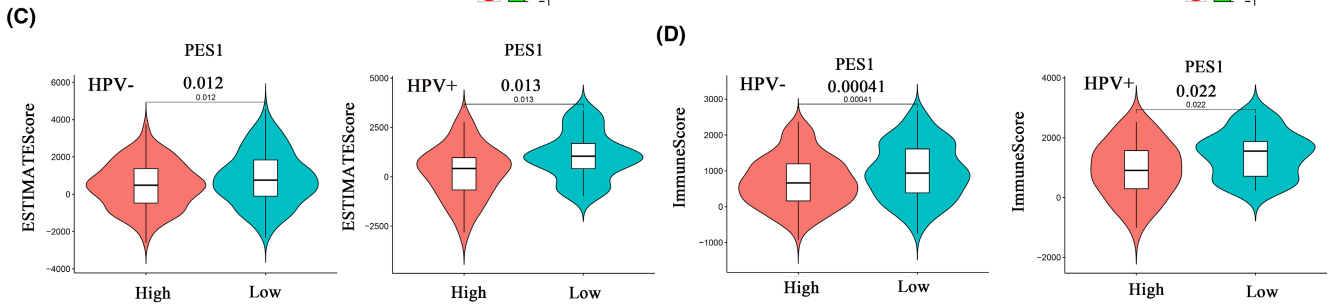 (C)
PES1
HPV-
0.012
0.012
ESTIMATEScore
6000
4000
2000
0
−2000
−4000
High
Low
PES1
HPV+
0.013
0.013
ESTIMATEScore
5000
2500
0
−2500
High
Low
(D)
PES1
HPV-
0.00041
0.00041
ImmuneScore
3000
2000
1000
0
−1000
High
Low
PES1
HPV+
0.022
0.022
ImmuneScore
4000
2000
0
−2000
High
Low